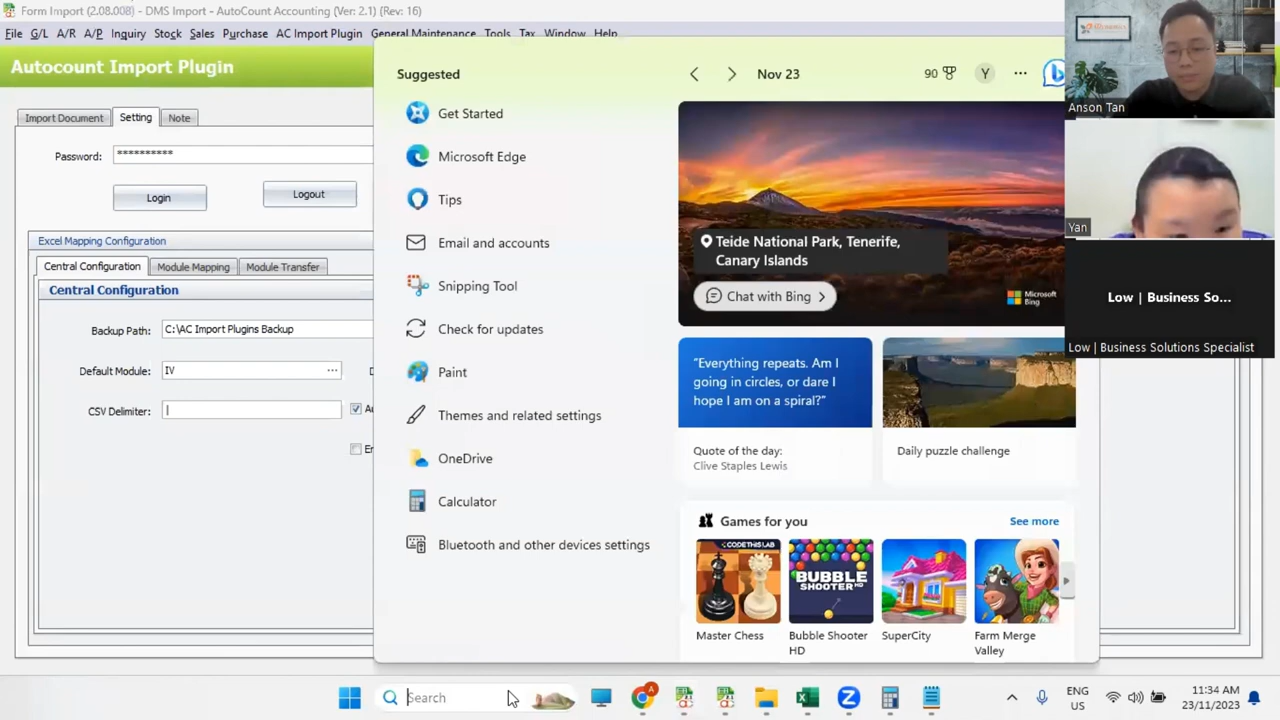 Form Import (2.08.008) - DMS Import - AutoCount Accounting (Ver: 2.1) (Rev: 16)
File G/L A/R A/P Inquiry Stock Sales Purchase AC Import Plugin General Maintenance Tools Tax Window Help
Autocount Import Plugin
Import Document Setting Note
Password: **********
Login Logout
Excel Mapping Configuration
Central Configuration Module Mapping Module Transfer
Central Configuration
Backup Path: C:\AC Import Plugins Backup
Default Module: IV ...
CSV Delimiter: |
Suggested
Get Started
Microsoft Edge
Tips
Email and accounts
Snipping Tool
Check for updates
Paint
Themes and related settings
OneDrive
Calculator
Bluetooth and other devices settings
Nov 23
90
Y
Teide National Park, Tenerife,
Canary Islands
Chat with Bing
Microsoft
Bing
"Everything repeats. Am I
going in circles, or dare I
hope I am on a spiral?"
Quote of the day:
Clive Staples Lewis
Daily puzzle challenge
Games for you
See more
CODETHISLAB
BUBBLE
SHOOTER HD
Master Chess
Bubble Shooter
HD
SuperCity
Farm Merge
Valley
Anson Tan
Yan
Low | Business So...
Low | Business Solutions Specialist
Search
ENG
US
11:34 AM
23/11/2023